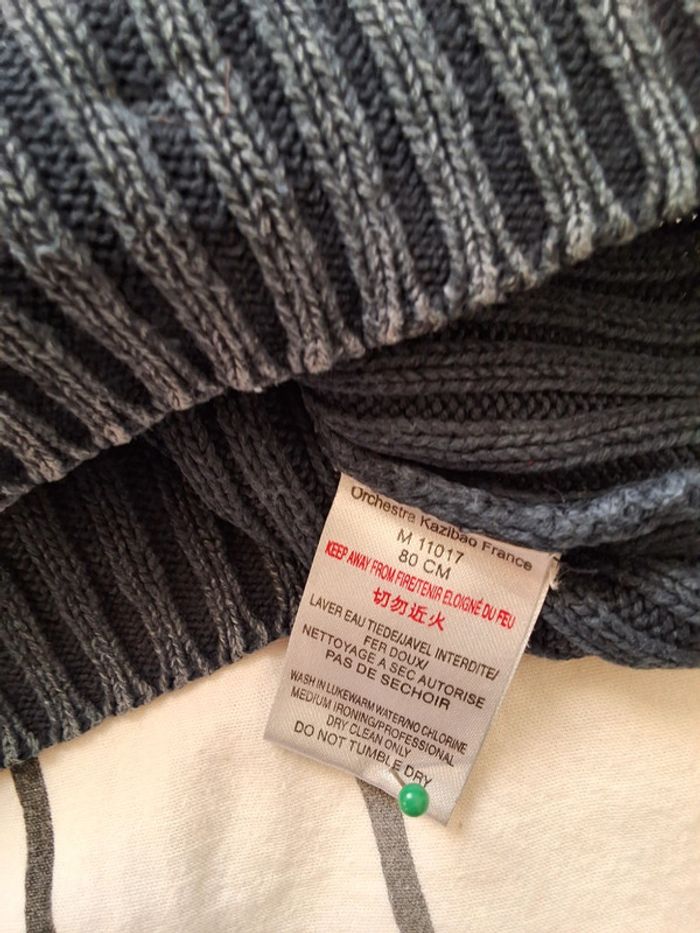 Orchestra Kazibao France
M 11017
80 CM
KEEP AWAY FROM FIRE/TENIR ELOIGNÉ DU FEU
切勿近火
LAVER EAU TIEDE/JAVEL INTERDITE/
FER DOUX/
NETTOYAGE A SEC AUTORISE
PAS DE SECHOIR
WASH IN LUKEWARM WATER/NO CHLORINE
MEDIUM IRONING/PROFESSIONAL
DRY CLEAN ONLY
DO NOT TUMBLE DRY